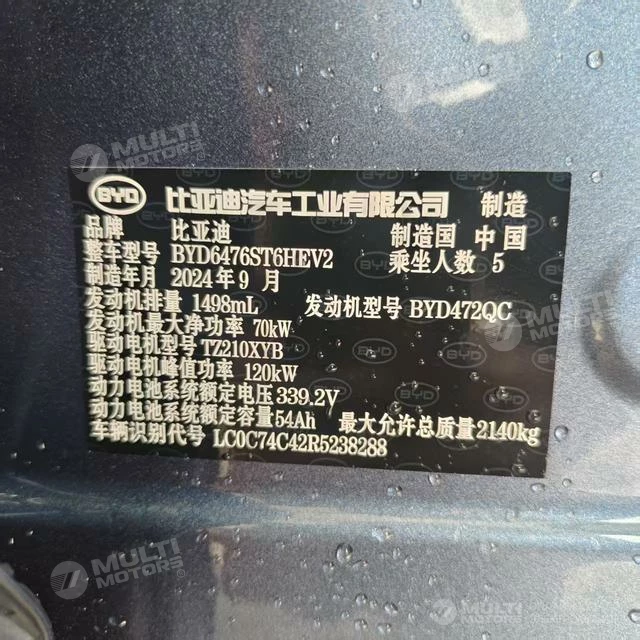 BYD 比亚迪汽车工业有限公司 制造
品牌 比亚迪 制造国 中国
整车型号 BYD6476ST6HEV2 乘坐人数 5
制造年月 2024年9月
发动机排量 1498mL 发动机型号 BYD472QC
发动机最大净功率 70kW
驱动电机型号 TZ210XYB
驱动电机峰值功率 120kW
动力电池系统额定电压 339.2V
动力电池系统额定容量 54Ah 最大允许总质量 2140kg
车辆识别代号 LC0C74C42R5238288
MULTI MOTORS®
MULTI MOTORS®
MULTI MOTORS®
MULTI MOTORS®